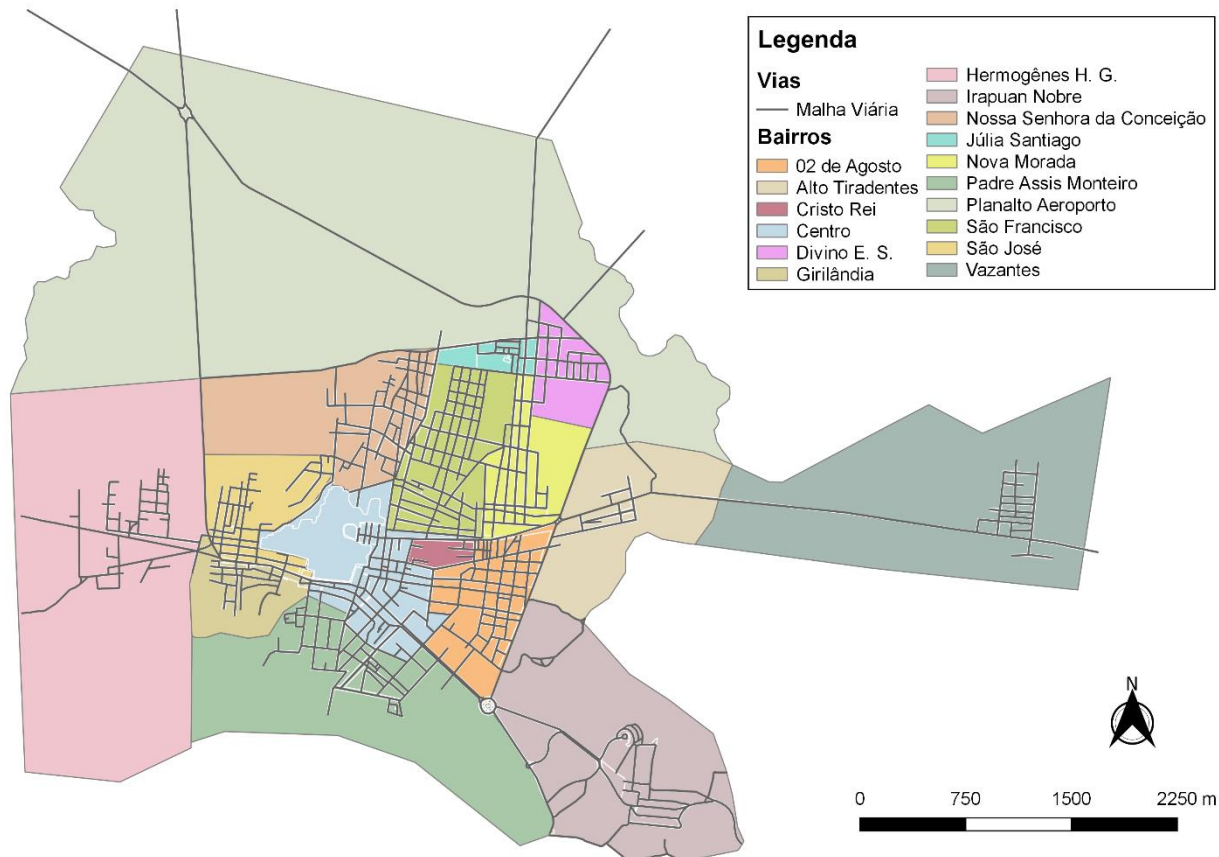 Legenda
Vias
Malha Viária
Bairros
02 de Agosto
Alto Tiradentes
Cristo Rei
Centro
Divino E. S.
Girilândia
Hermogênes H. G.
Irapuan Nobre
Nossa Senhora da Conceição
Júlia Santiago
Nova Morada
Padre Assis Monteiro
Planalto Aeroporto
São Francisco
São José
Vazantes
N
0 750 1500 2250 m